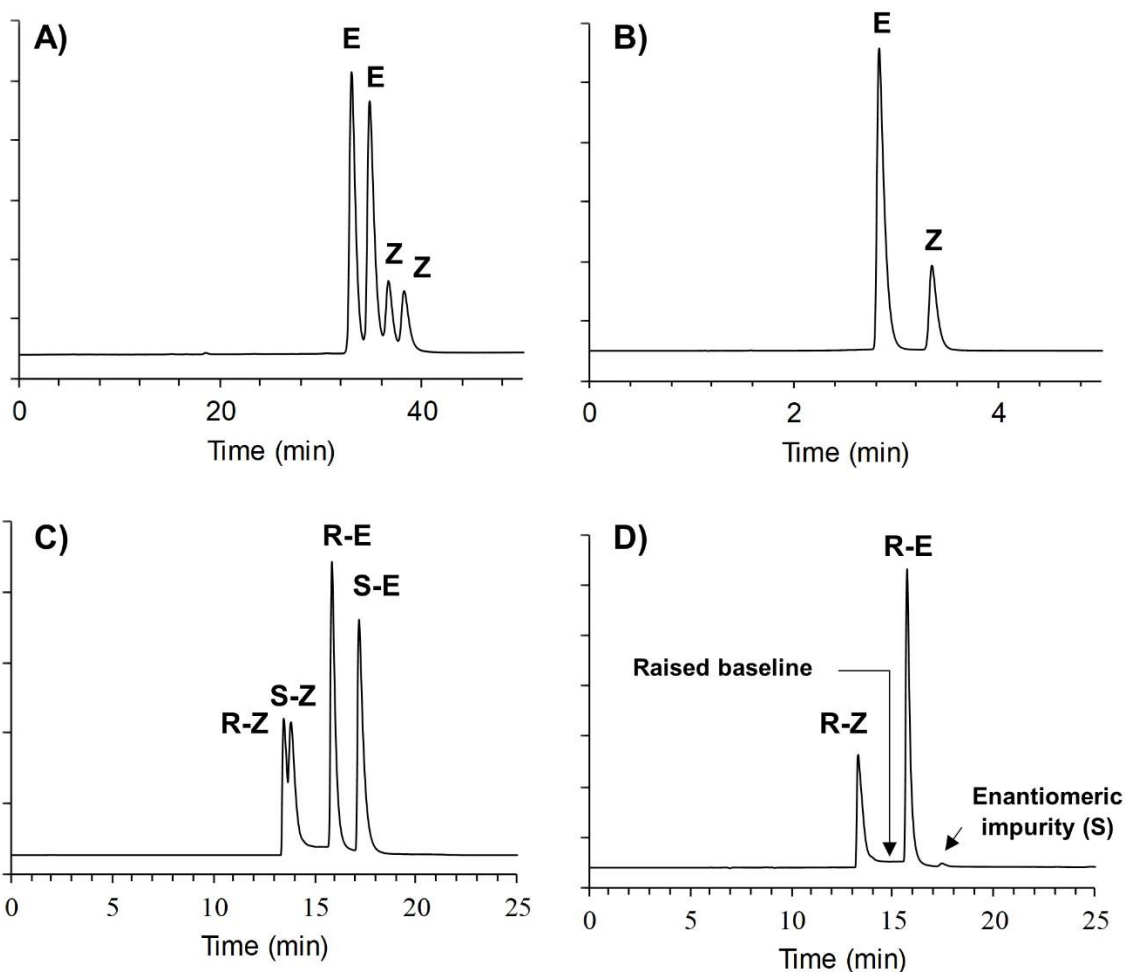 A)
E
E
Z
Z
0 20 40
Time (min)
B)
E
Z
0 2 4
Time (min)
C)
R-E
S-E
S-Z
R-Z
0 5 10 15 20 25
Time (min)
D)
R-E
Raised baseline
R-Z
Enantiomeric
impurity (S)
0 5 10 15 20 25
Time (min)